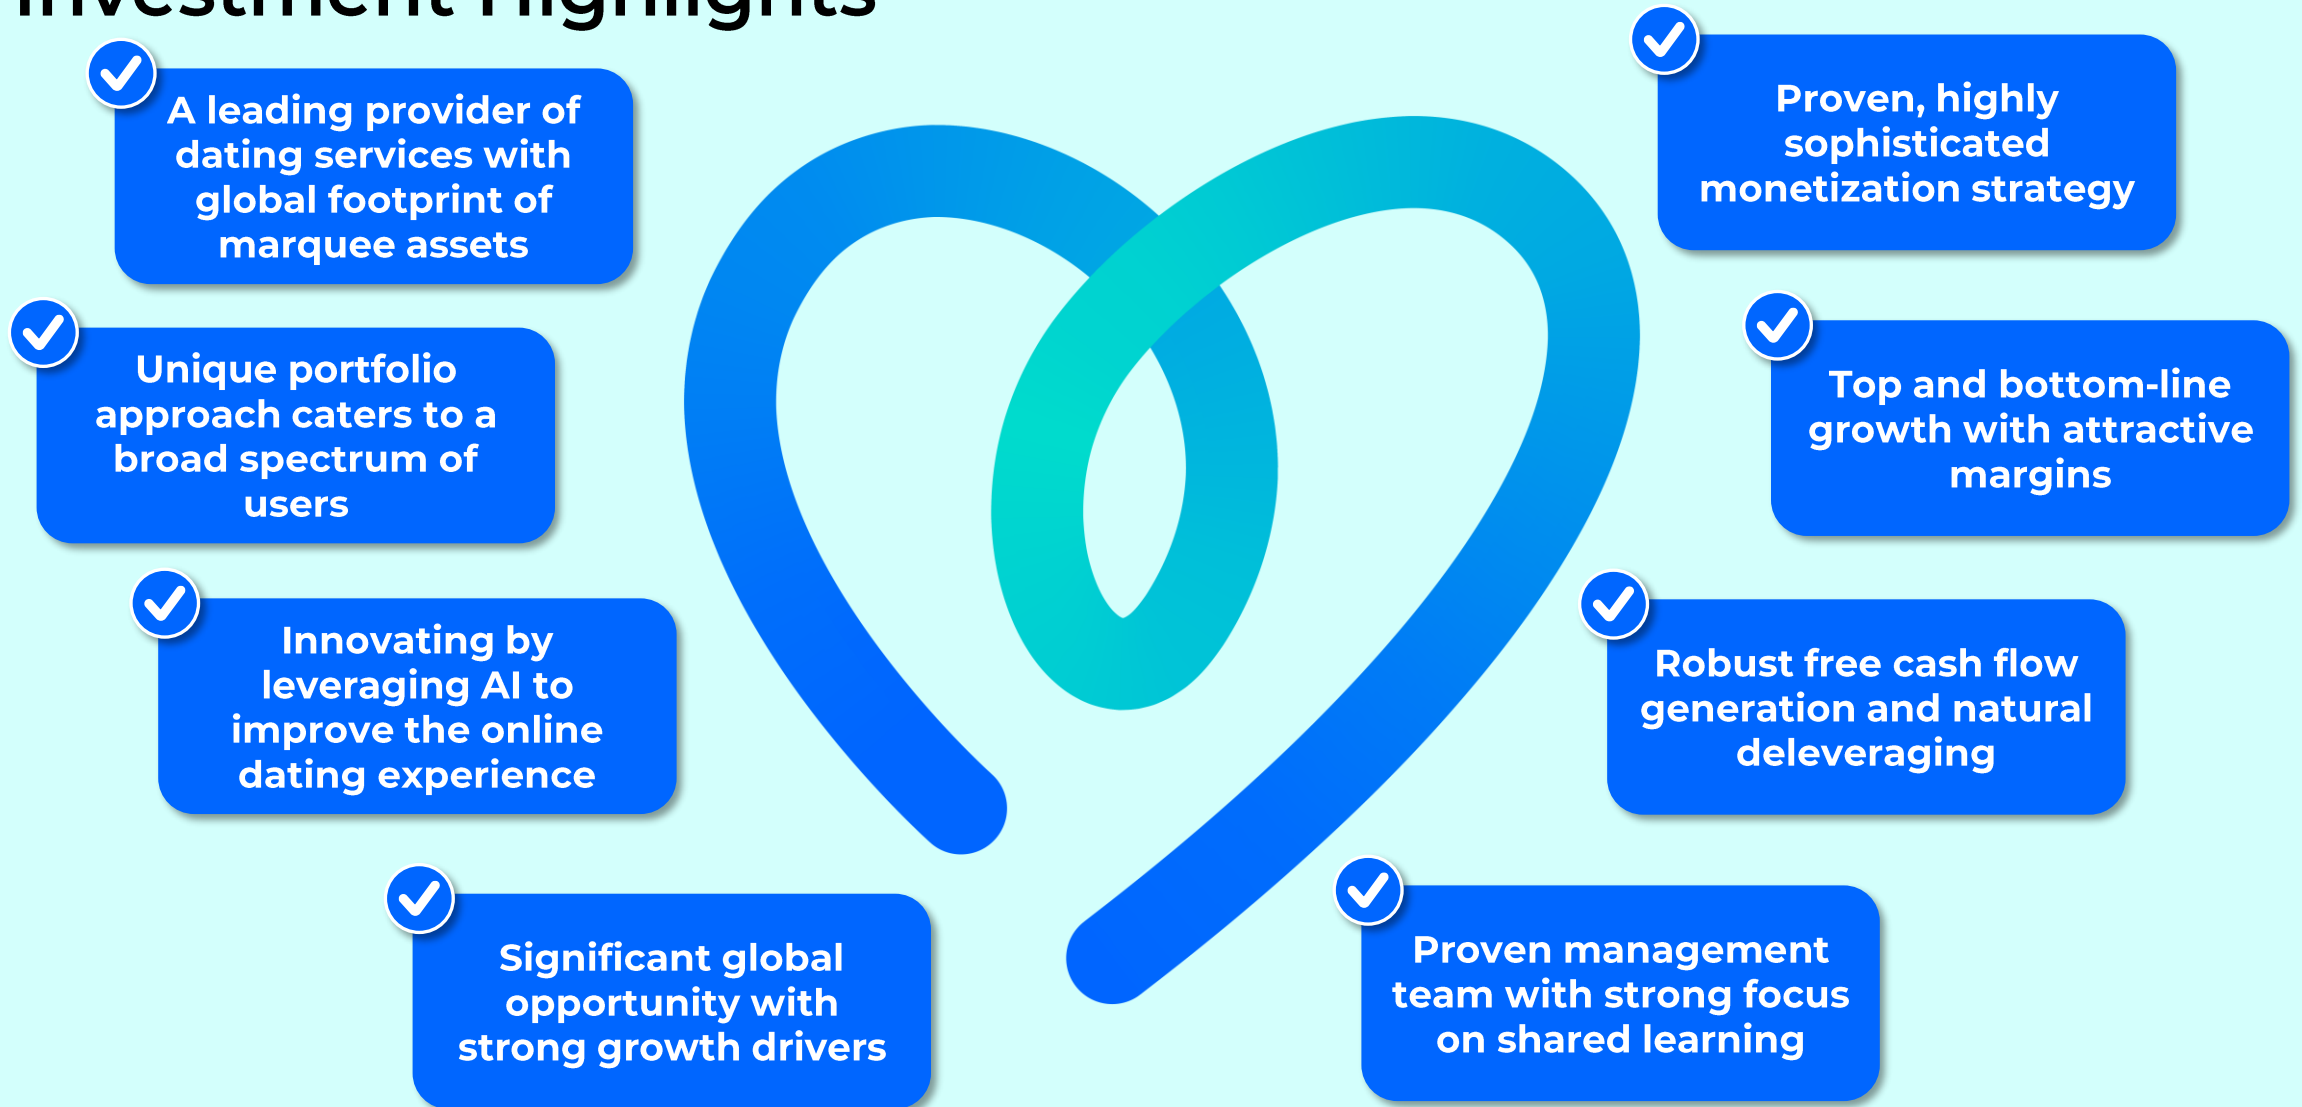 Investment Highlights
A leading provider of
dating services with
global footprint of
marquee assets
Unique portfolio
approach caters to a
broad spectrum of
users
Innovating by
leveraging AI to
improve the online
dating experience
Significant global
opportunity with
strong growth drivers
Proven, highly
sophisticated
monetization strategy
Top and bottom-line
growth with attractive
margins
Robust free cash flow
generation and natural
deleveraging
Proven management
team with strong focus
on shared learning